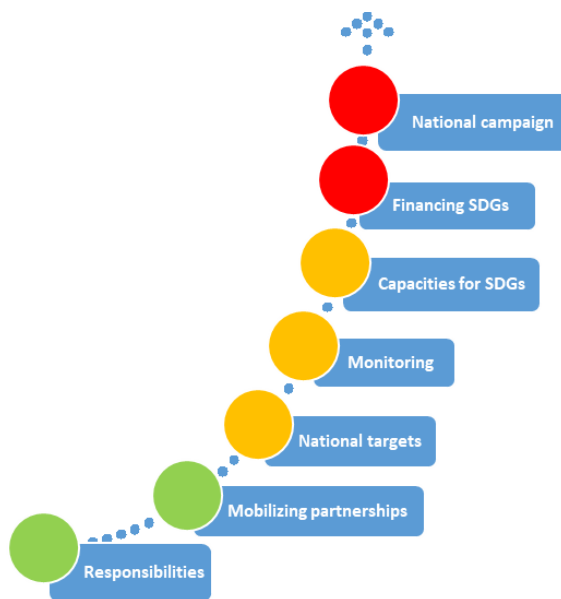 National campaign
Financing SDGs
Capacities for SDGs
Monitoring
National targets
Mobilizing partnerships
Responsibilities